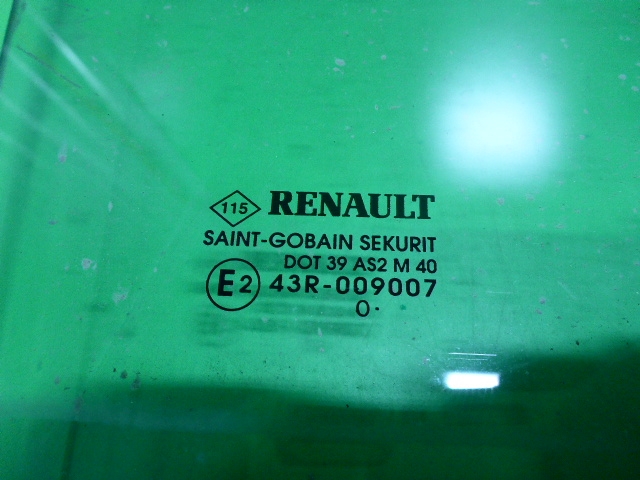 115 RENAULT
SAINT-GOBAIN SEKURIT
DOT 39 AS2 M 40
E2 43R-009007
0.